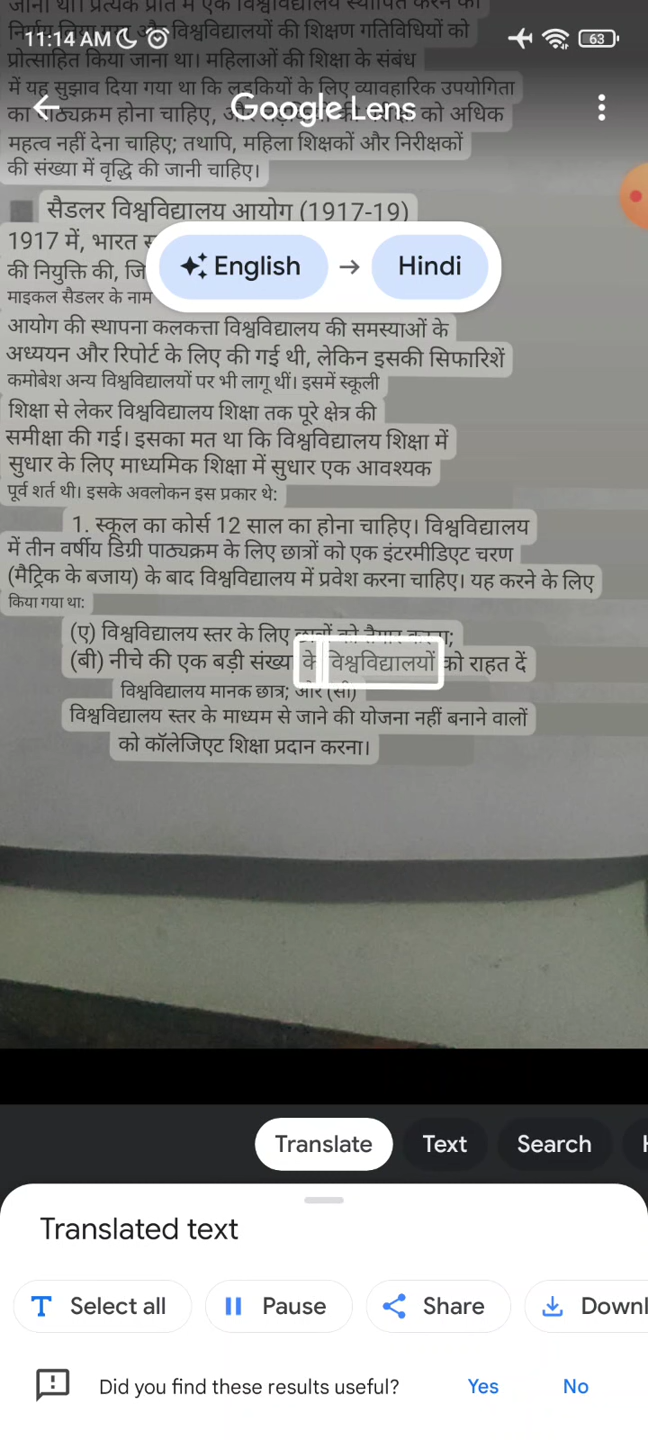 11:14 AM
63
Google Lens
English → Hindi
प्रोत्साहित किया जाना था। महिलाओं की शिक्षा के संबंध
में यह सुझाव दिया गया था कि लड़कियों के लिए व्यावहारिक उपयोगिता
का पाठ्यक्रम होना चाहिए, को अधिक
महत्व नहीं देना चाहिए; तथापि, महिला शिक्षकों और निरीक्षकों
की संख्या में वृद्धि की जानी चाहिए।
सैडलर विश्वविद्यालय आयोग (1917-19)
1917 में, भारत
की नियुक्ति की,
माइकल सैडलर के नाम
आयोग की स्थापना कलकत्ता विश्वविद्यालय की समस्याओं के
अध्ययन और रिपोर्ट के लिए की गई थी, लेकिन इसकी सिफारिशें
कमोबेश अन्य विश्वविद्यालयों पर भी लागू थीं। इसमें स्कूली
शिक्षा से लेकर विश्वविद्यालय शिक्षा तक पूरे क्षेत्र की
समीक्षा की गई। इसका मत था कि विश्वविद्यालय शिक्षा में
सुधार के लिए माध्यमिक शिक्षा में सुधार एक आवश्यक
पूर्व शर्त थी। इसके अवलोकन इस प्रकार थे:
1. स्कूल का कोर्स 12 साल का होना चाहिए। विश्वविद्यालय
में तीन वर्षीय डिग्री पाठ्यक्रम के लिए छात्रों को एक इंटरमीडिएट चरण
(मैट्रिक के बजाय) के बाद विश्वविद्यालय में प्रवेश करना चाहिए। यह करने के लिए
किया गया था:
(ए) विश्वविद्यालय स्तर के लिए छात्रों को तैयार करना;
(बी) नीचे की एक बड़ी संख्या के विश्वविद्यालयों को राहत दें
विश्वविद्यालय मानक छात्र; और (सी)
विश्वविद्यालय स्तर के माध्यम से जाने की योजना नहीं बनाने वालों
को कॉलेजिएट शिक्षा प्रदान करना।
Translate Text Search
Translated text
Select all Pause Share
Did you find these results useful? Yes No